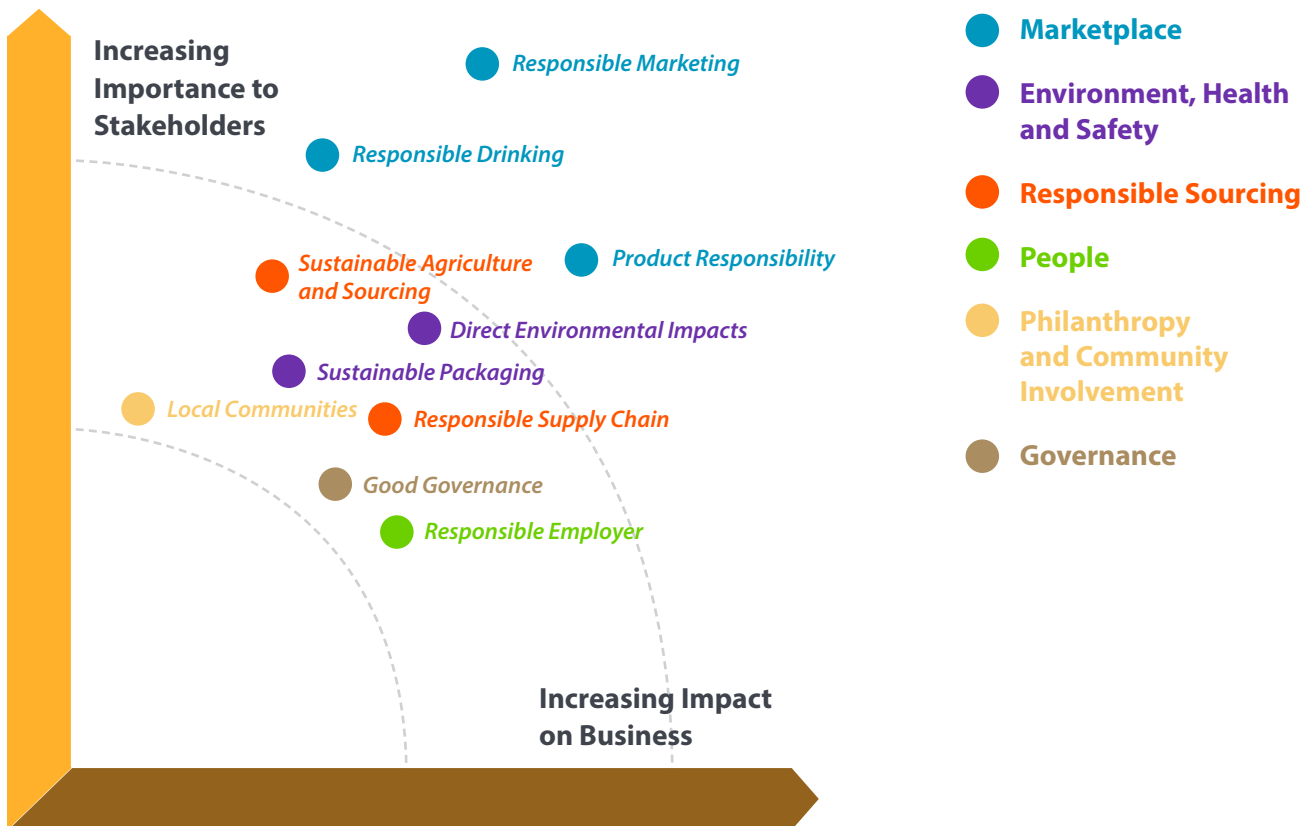 Increasing
Importance to
Stakeholders
Responsible Marketing
Responsible Drinking
Product Responsibility
Sustainable Agriculture
and Sourcing
Direct Environmental Impacts
Sustainable Packaging
Local Communities
Responsible Supply Chain
Good Governance
Responsible Employer
Increasing Impact
on Business
Marketplace
Environment, Health
and Safety
Responsible Sourcing
People
Philanthropy
and Community
Involvement
Governance